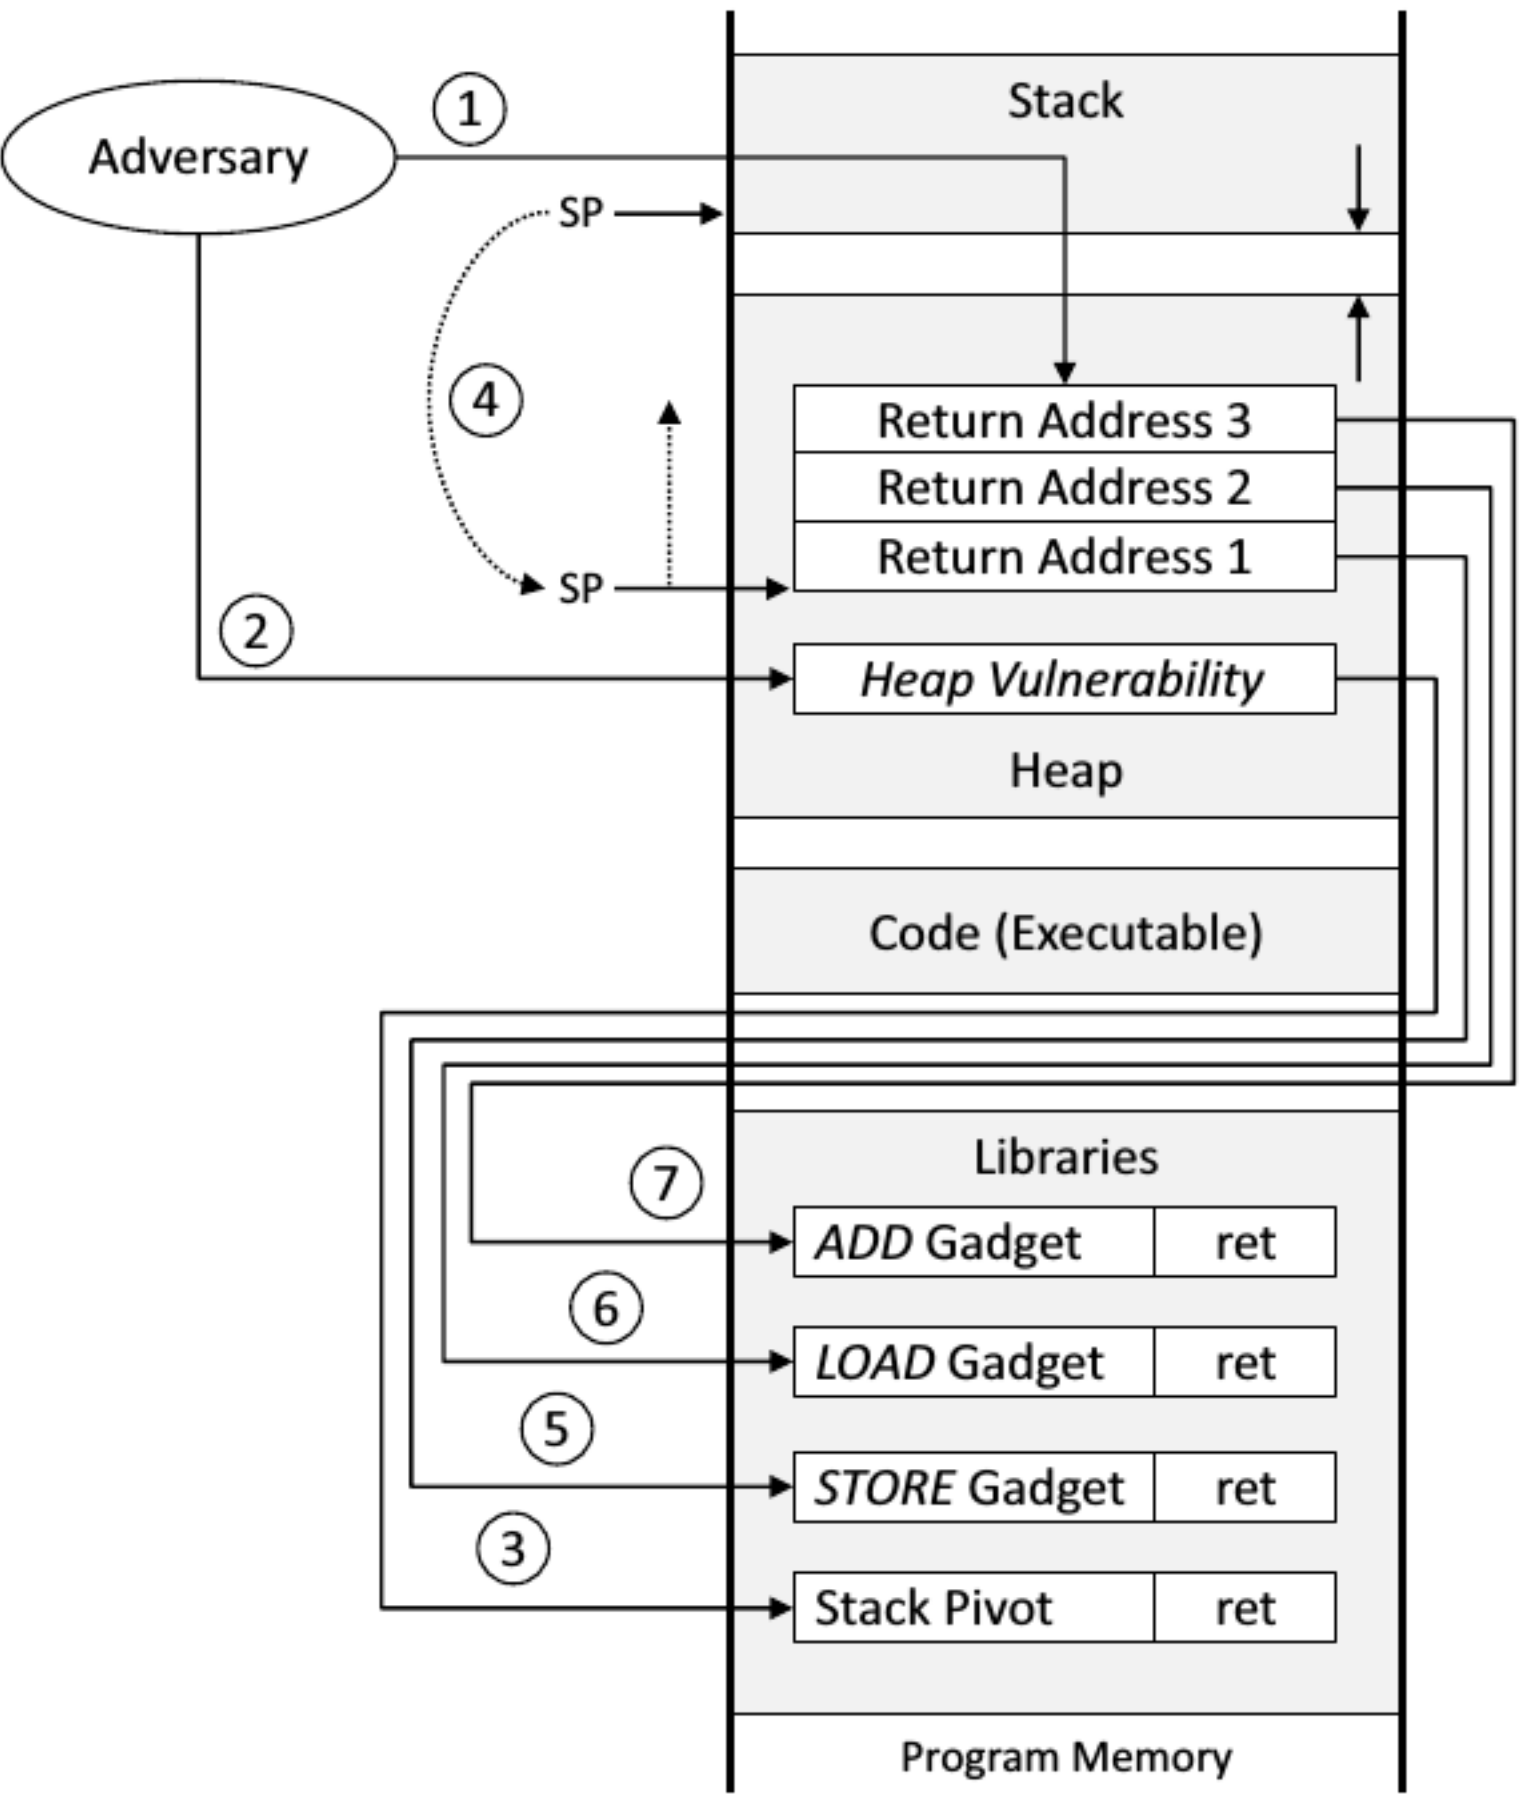 Stack
1
Adversary
SP
4
Return Address 3
Return Address 2
Return Address 1
SP
2
Heap Vulnerability
Heap
Code (Executable)
Libraries
7
ADD Gadget ret
6
LOAD Gadget ret
5
STORE Gadget ret
3
Stack Pivot ret
Program Memory